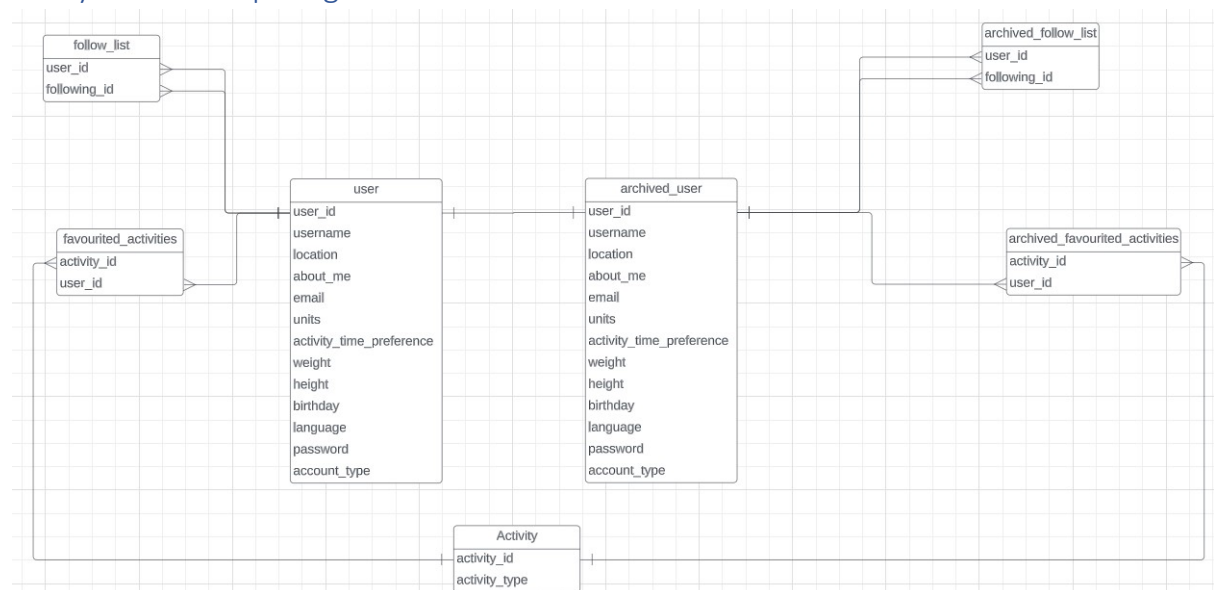 follow_list
user_id
following_id
archived_follow_list
user_id
following_id
user
user_id
username
location
about_me
email
units
activity_time_preference
weight
height
birthday
language
password
account_type
archived_user
user_id
username
location
about_me
email
units
activity_time_preference
weight
height
birthday
language
password
account_type
favourited_activities
activity_id
user_id
archived_favourited_activities
activity_id
user_id
Activity
activity_id
activity_type